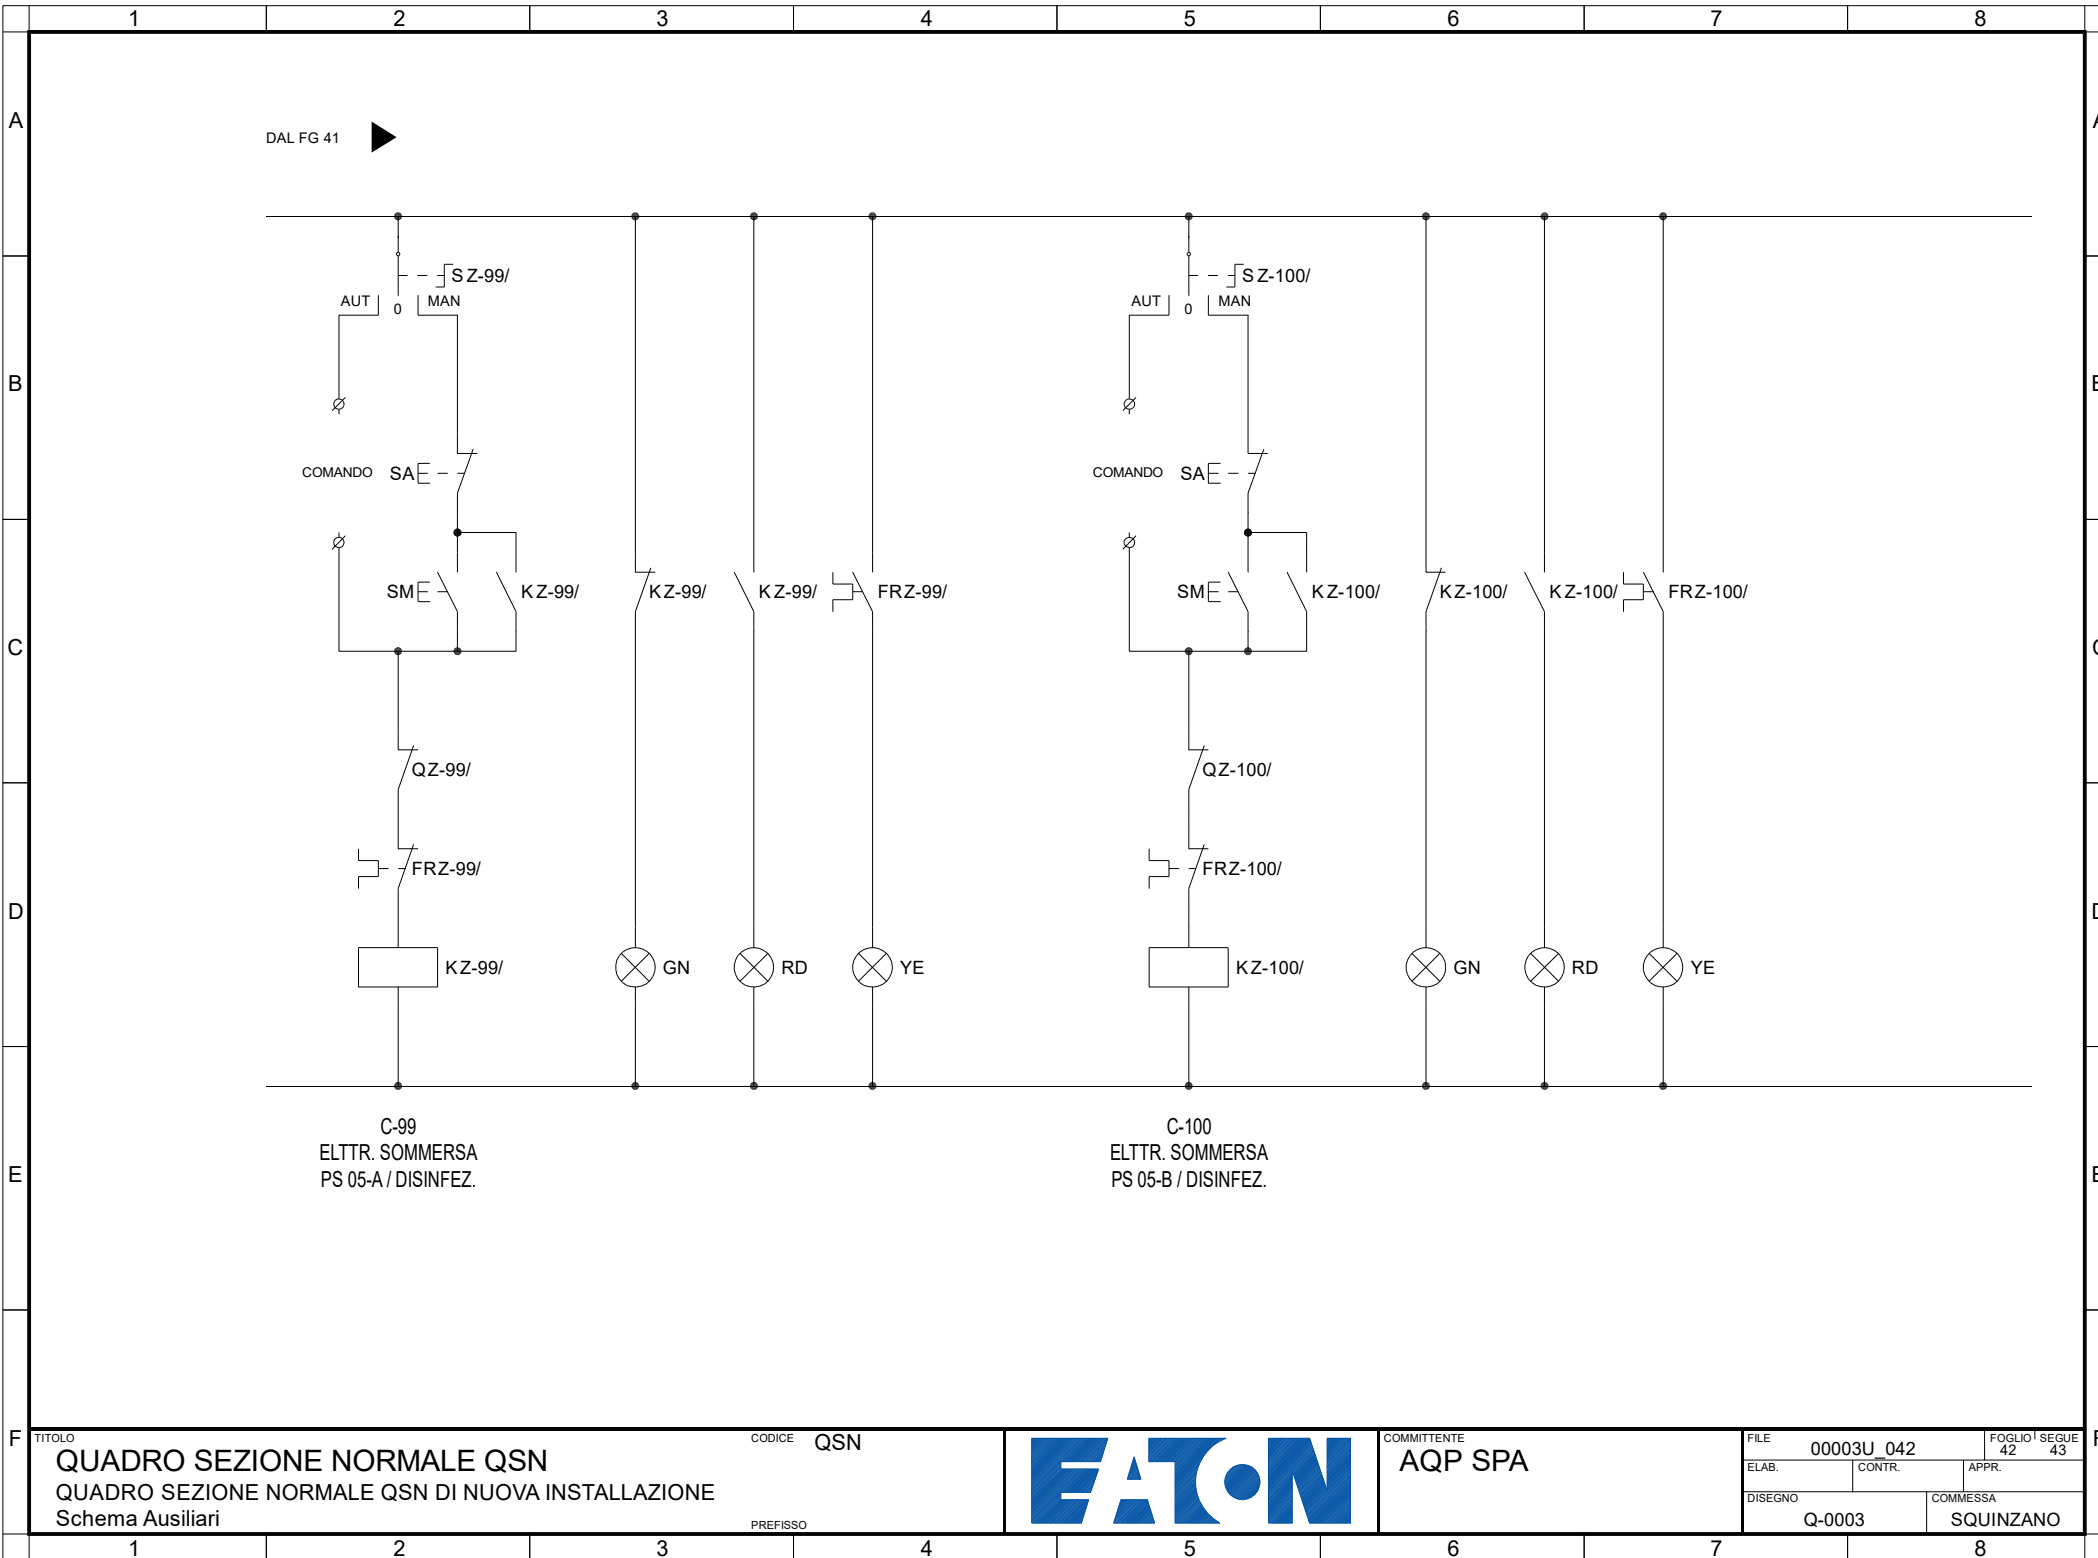 1 2 3 4 5 6 7 8
A
DAL FG 41
A
SZ-99/
SZ-100/
AUT 0 MAN
AUT 0 MAN
B
COMANDO SA
COMANDO SA
SM KZ-99/ KZ-99/ KZ-99/ FRZ-99/
SM KZ-100/ KZ-100/ KZ-100/ FRZ-100/
C
QZ-99/
QZ-100/
FRZ-99/
FRZ-100/
D
KZ-99/ GN RD YE
KZ-100/ GN RD YE
C-99
ELTTR. SOMMERSA
PS 05-A / DISINFEZ.
C-100
ELTTR. SOMMERSA
PS 05-B / DISINFEZ.
E
F
TITOLO
QUADRO SEZIONE NORMALE QSN
QUADRO SEZIONE NORMALE QSN DI NUOVA INSTALLAZIONE
Schema Ausiliari
CODICE QSN
PREFISSO
EATON
COMMITTENTE
AQP SPA
FILE
00003U_042
FOGLIO SEGUE
42 43
ELAB. CONTR. APPR.
DISEGNO
Q-0003
COMMESSA
SQUINZANO
1 2 3 4 5 6 7 8